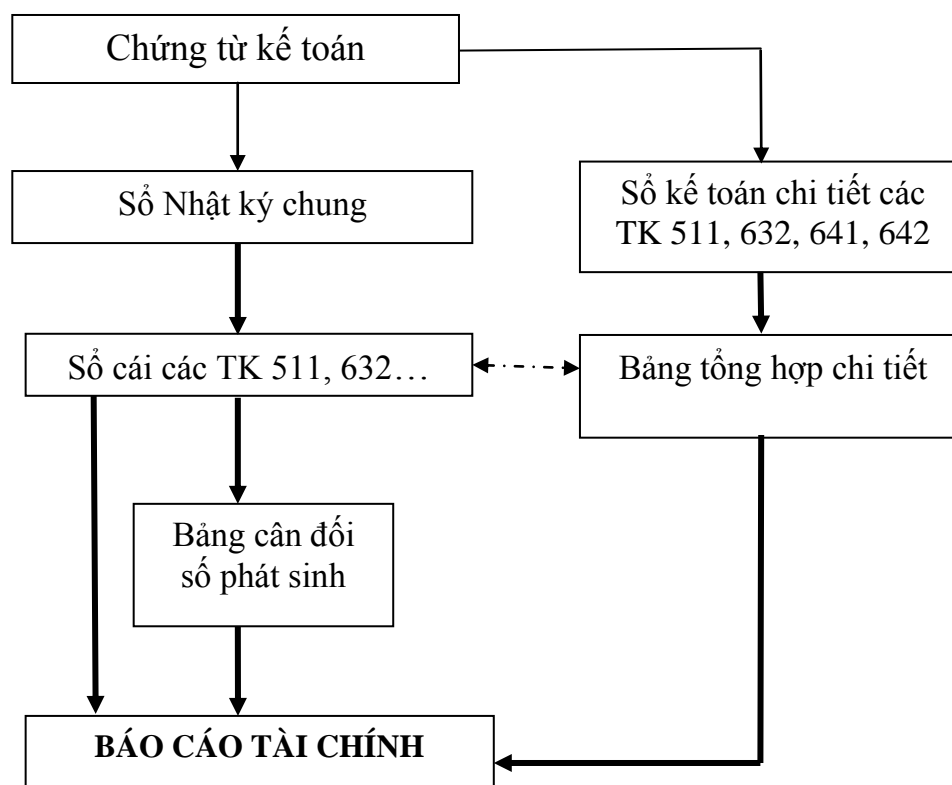 Chứng từ kế toán
Sổ Nhật ký chung
Sổ kế toán chi tiết các
TK 511, 632, 641, 642
Sổ cái các TK 511, 632…
Bảng tổng hợp chi tiết
Bảng cân đối
số phát sinh
BÁO CÁO TÀI CHÍNH